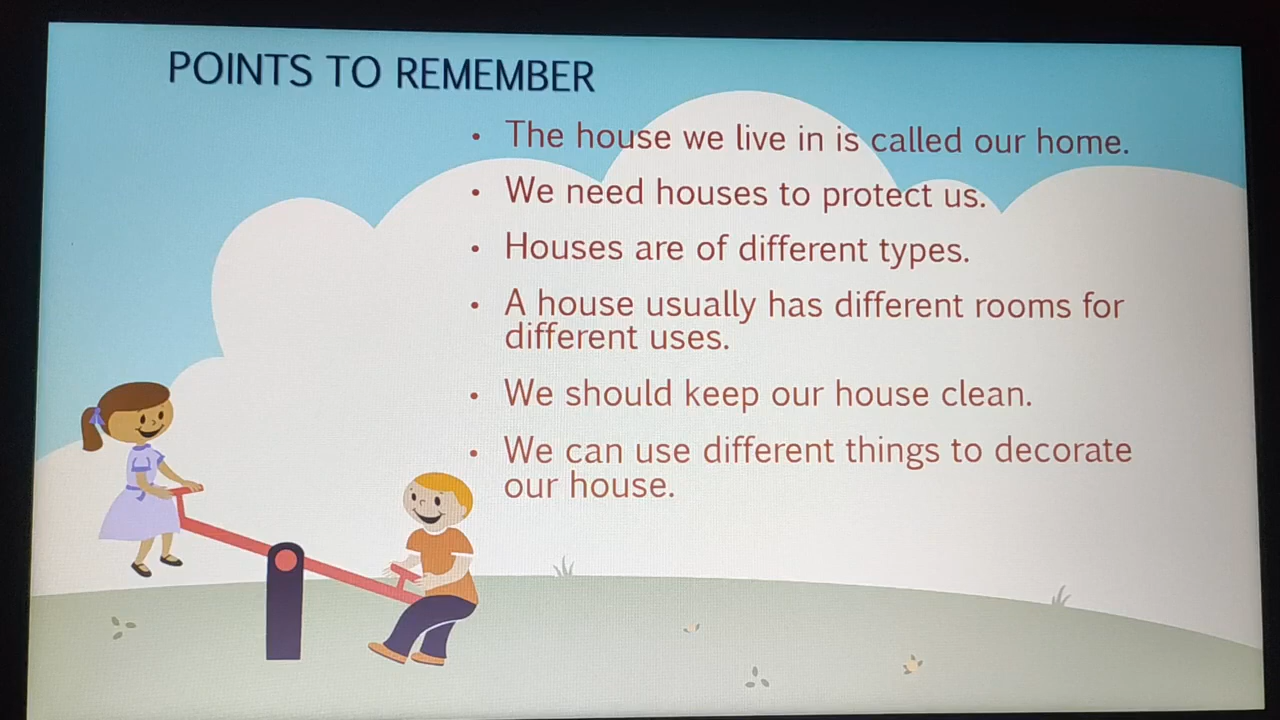 POINTS TO REMEMBER
• The house we live in is called our home.
• We need houses to protect us.
• Houses are of different types.
• A house usually has different rooms for
different uses.
• We should keep our house clean.
• We can use different things to decorate
our house.